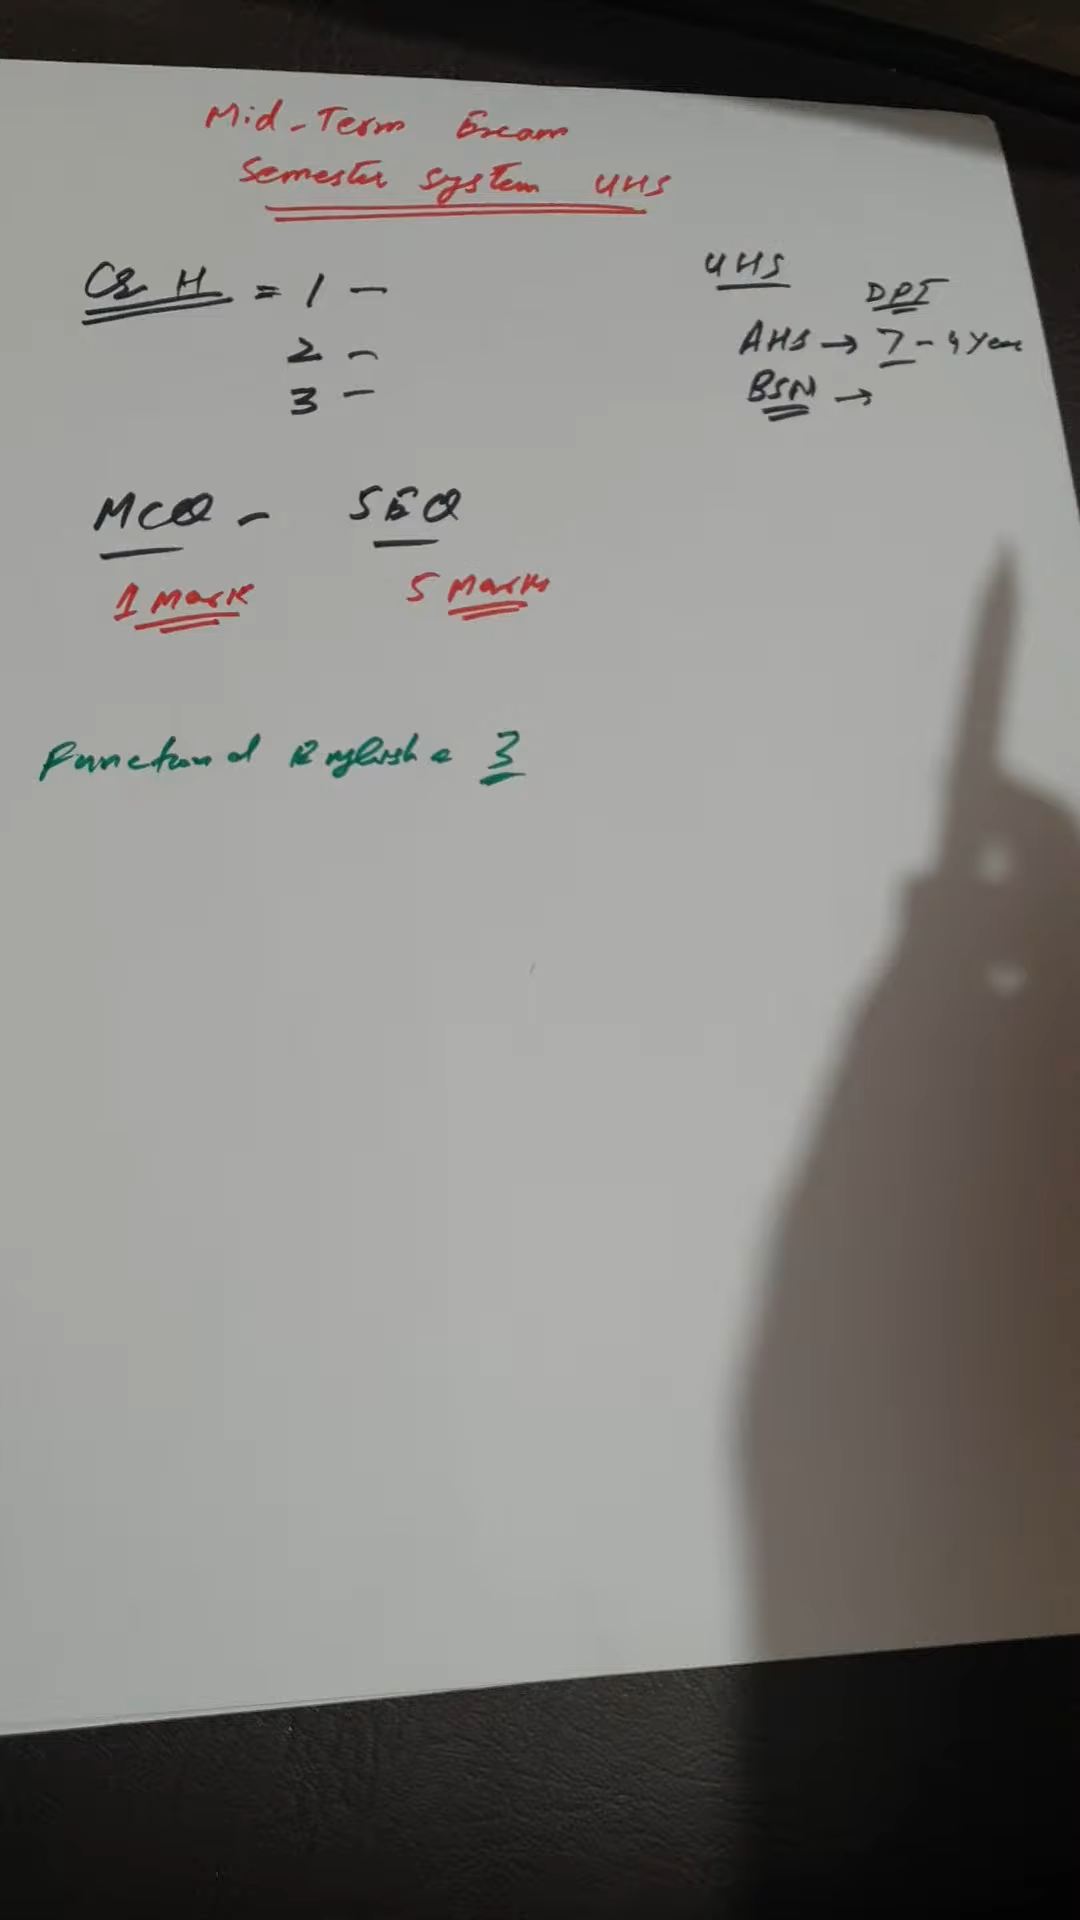 Mid-Term Exam
Semester System UHS
Cr H = 1 -
2 -
3 -
UHS
DPT
AHS → 7 - 4 Year
BSN →
MCQ - SEQ
1 Mark 5 Marks
Functional English = 3